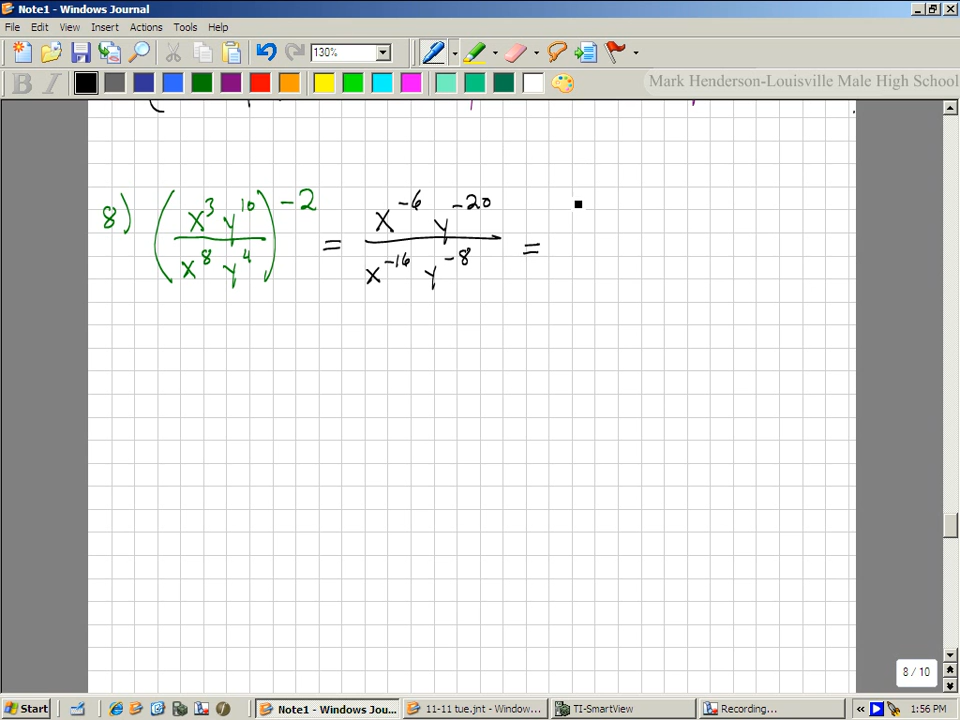 Note1 - Windows Journal
File Edit View Insert Actions Tools Help
130%
B I Mark Henderson-Louisville Male High School
8) (x^3 y^10 / x^8 y^4)^-2 = x^-6 y^-20 / x^-16 y^-8 =
8 / 10
Start Note1 - Windows Jou... 11-11 tue.jnt - Window... TI-SmartView Recording... « 1:56 PM